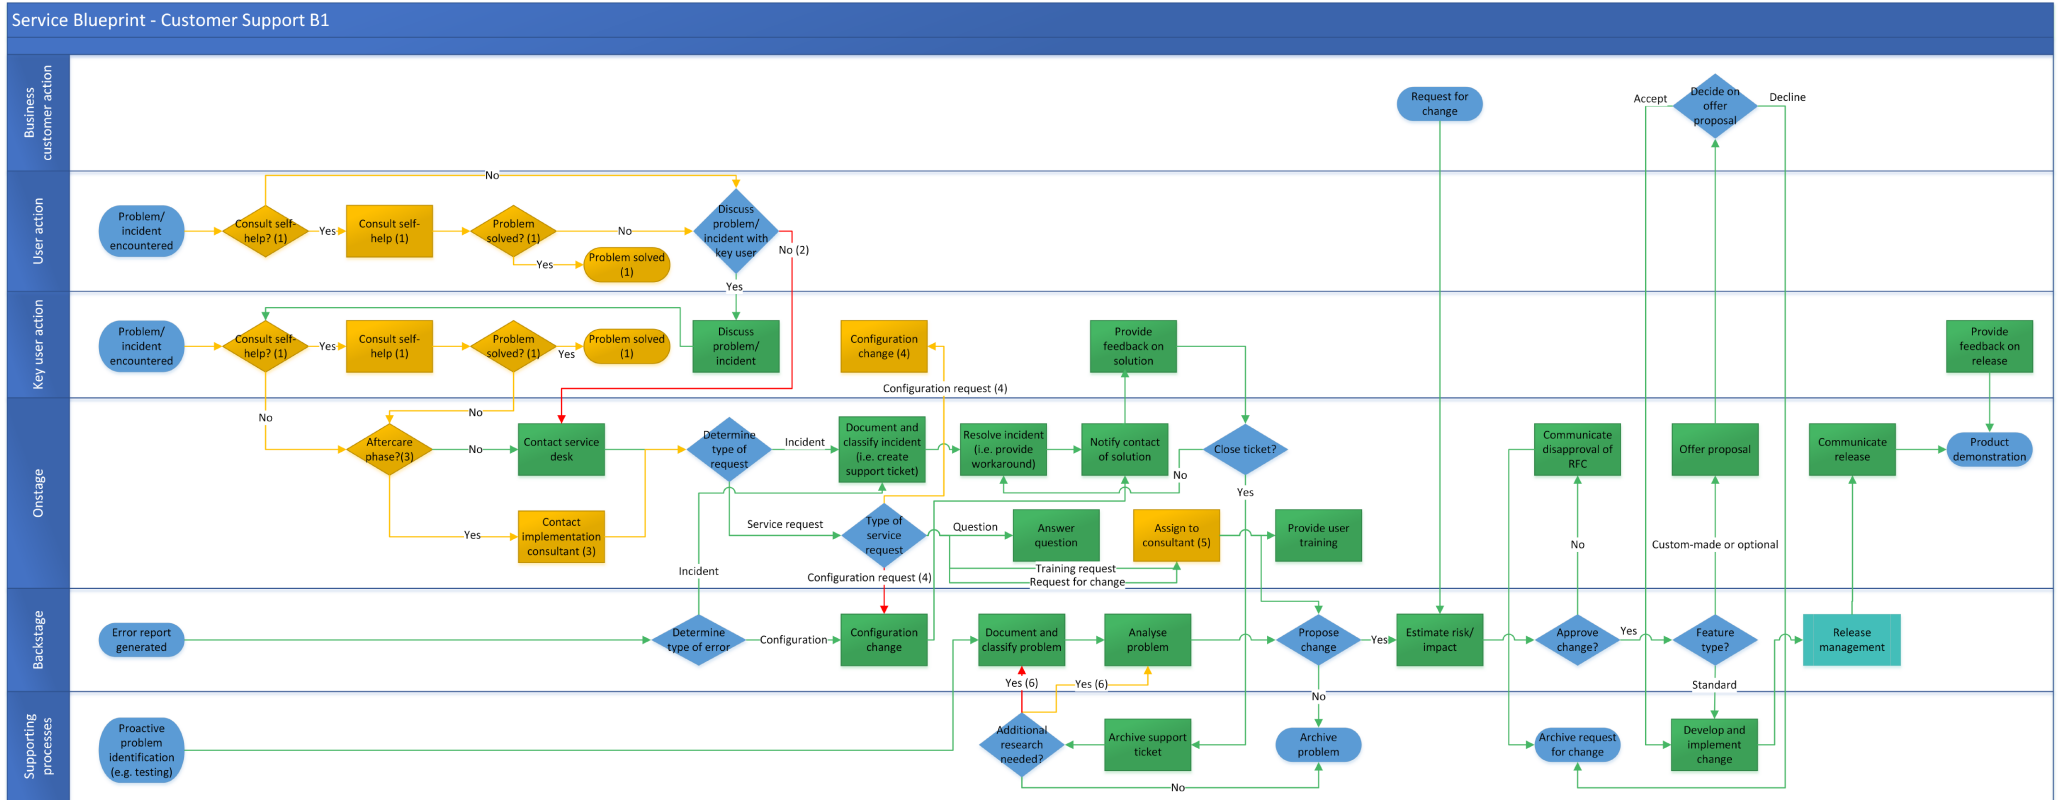 Service Blueprint - Customer Support B1
Business
customer action
Request for
change
Accept
Decide on
offer
proposal
Decline
User action
No
Problem/
incident
encountered
Consult self-
help? (1)
Yes
Consult self-
help (1)
Problem
solved? (1)
No
Yes
Problem solved
(1)
Discuss
problem/
incident with
key user
No (2)
Yes
Key user action
Problem/
incident
encountered
Consult self-
help? (1)
Yes
Consult self-
help (1)
Problem
solved? (1)
Yes
Problem solved
(1)
Discuss
problem/
incident
Configuration
change (4)
Configuration request (4)
Provide
feedback on
solution
Provide
feedback on
release
Onstage
No
No
Aftercare
phase?(3)
No
Contact service
desk
Yes
Contact
implementation
consultant (3)
Determine
type of
request
Incident
Document and
classify incident
(i.e. create
support ticket)
Resolve incident
(i.e. provide
workaround)
Notify contact
of solution
Close ticket?
No
Yes
Service request
Type of
service
request
Question
Answer
question
Assign to
consultant (5)
Provide user
training
Training request
Request for change
Configuration request (4)
Incident
Communicate
disapproval of
RFC
No
Offer proposal
Custom-made or optional
Communicate
release
Product
demonstration
Backstage
Error report
generated
Determine
type of error
Configuration
Configuration
change
Document and
classify problem
Analyse
problem
Propose
change
Yes
Estimate risk/
impact
Approve
change?
Yes
Feature
type?
Release
management
Yes (6)
Yes (6)
No
Standard
Supporting
processes
Proactive
problem
identification
(e.g. testing)
Additional
research
needed?
Archive support
ticket
Archive
problem
No
Archive request
for change
Develop and
implement
change